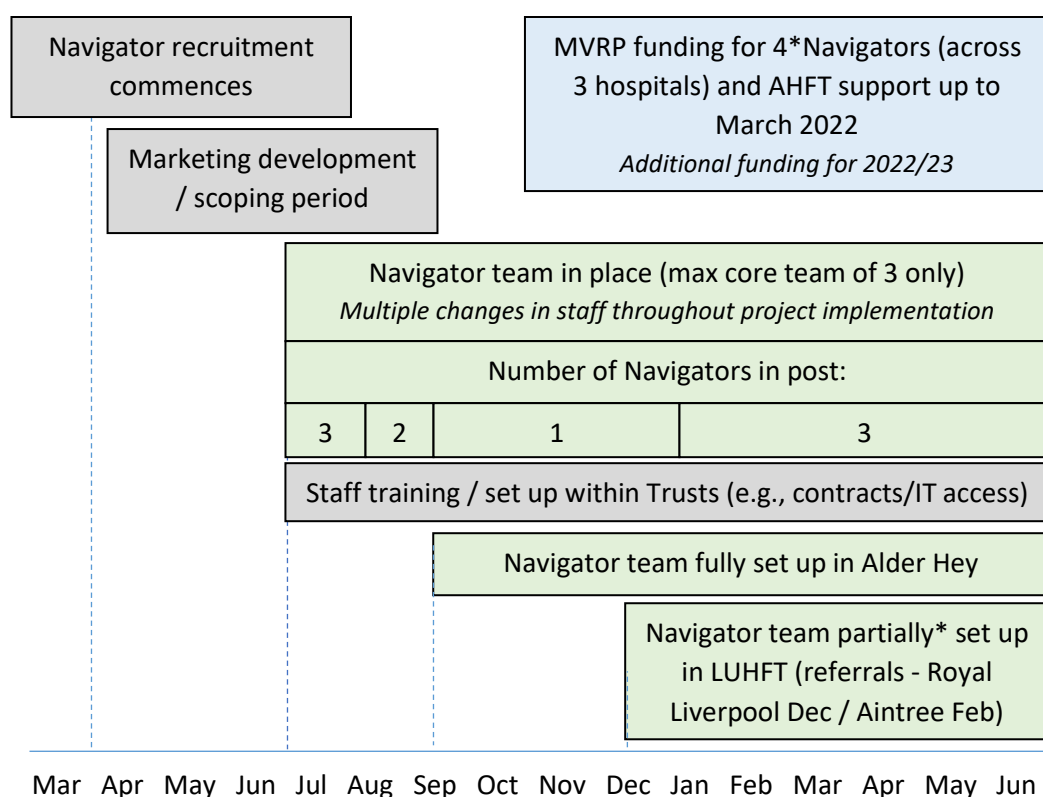 Navigator recruitment
commences
MVRP funding for 4*Navigators (across
3 hospitals) and AHFT support up to
March 2022
Additional funding for 2022/23
Marketing development
/ scoping period
Navigator team in place (max core team of 3 only)
Multiple changes in staff throughout project implementation
Number of Navigators in post:
3 2 1 3
Staff training / set up within Trusts (e.g., contracts/IT access)
Navigator team fully set up in Alder Hey
Navigator team partially* set up
in LUHFT (referrals - Royal
Liverpool Dec / Aintree Feb)
Mar Apr May Jun Jul Aug Sep Oct Nov Dec Jan Feb Mar Apr May Jun